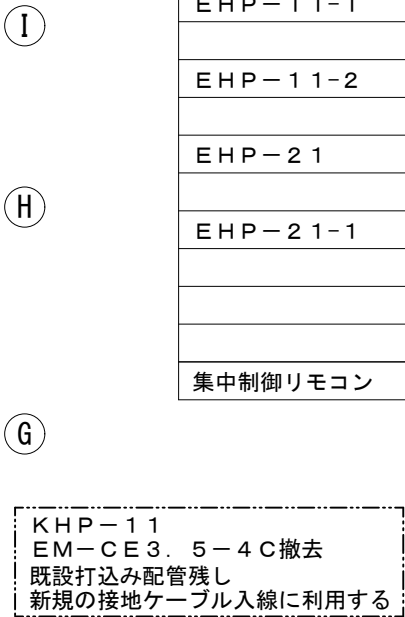 EHP-11-1
I
EHP-11-2
EHP-21
H
EHP-21-1
集中制御リモコン
G
KHP-11
EM-CE3.5-4C撤去
既設打込み配管残し
新規の接地ケーブル入線に利用する